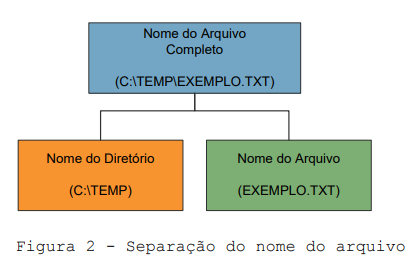 Nome do Arquivo
Completo
(C:\TEMP\EXEMPLO.TXT)
Nome do Diretório
(C:\TEMP)
Nome do Arquivo
(EXEMPLO.TXT)
Figura 2 - Separação do nome do arquivo